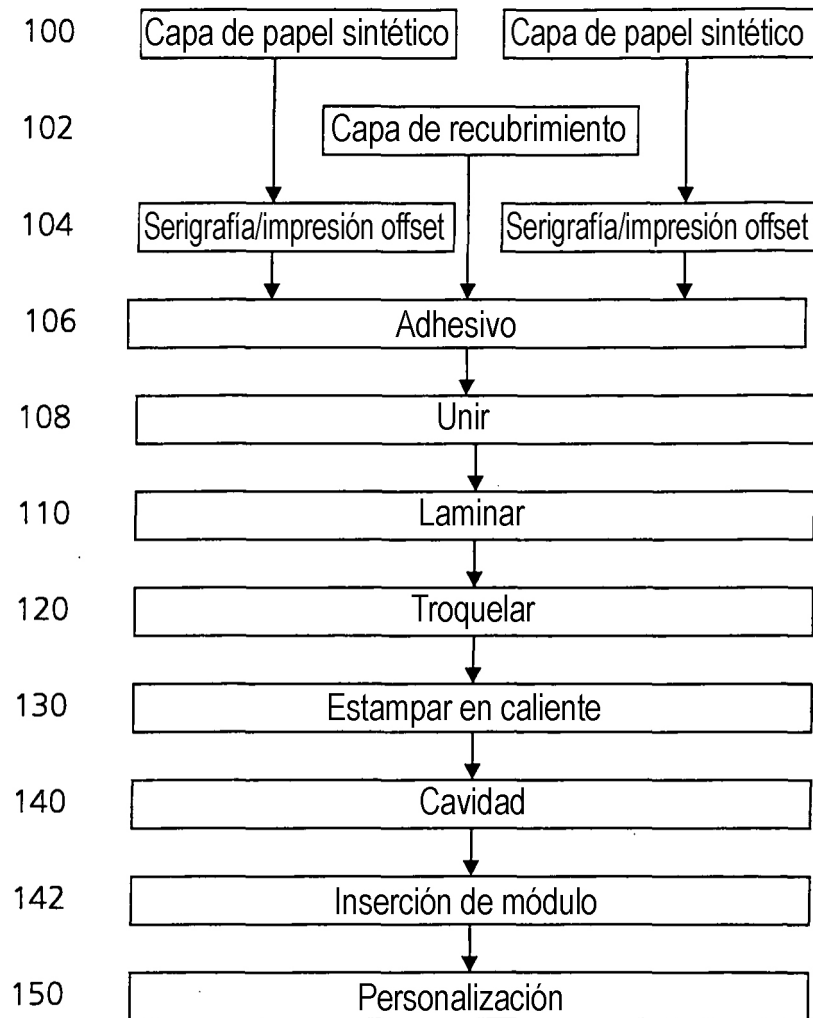 100 Capa de papel sintético Capa de papel sintético
102 Capa de recubrimiento
104 Serigrafía/impresión offset Serigrafía/impresión offset
106 Adhesivo
108 Unir
110 Laminar
120 Troquelar
130 Estampar en caliente
140 Cavidad
142 Inserción de módulo
150 Personalización